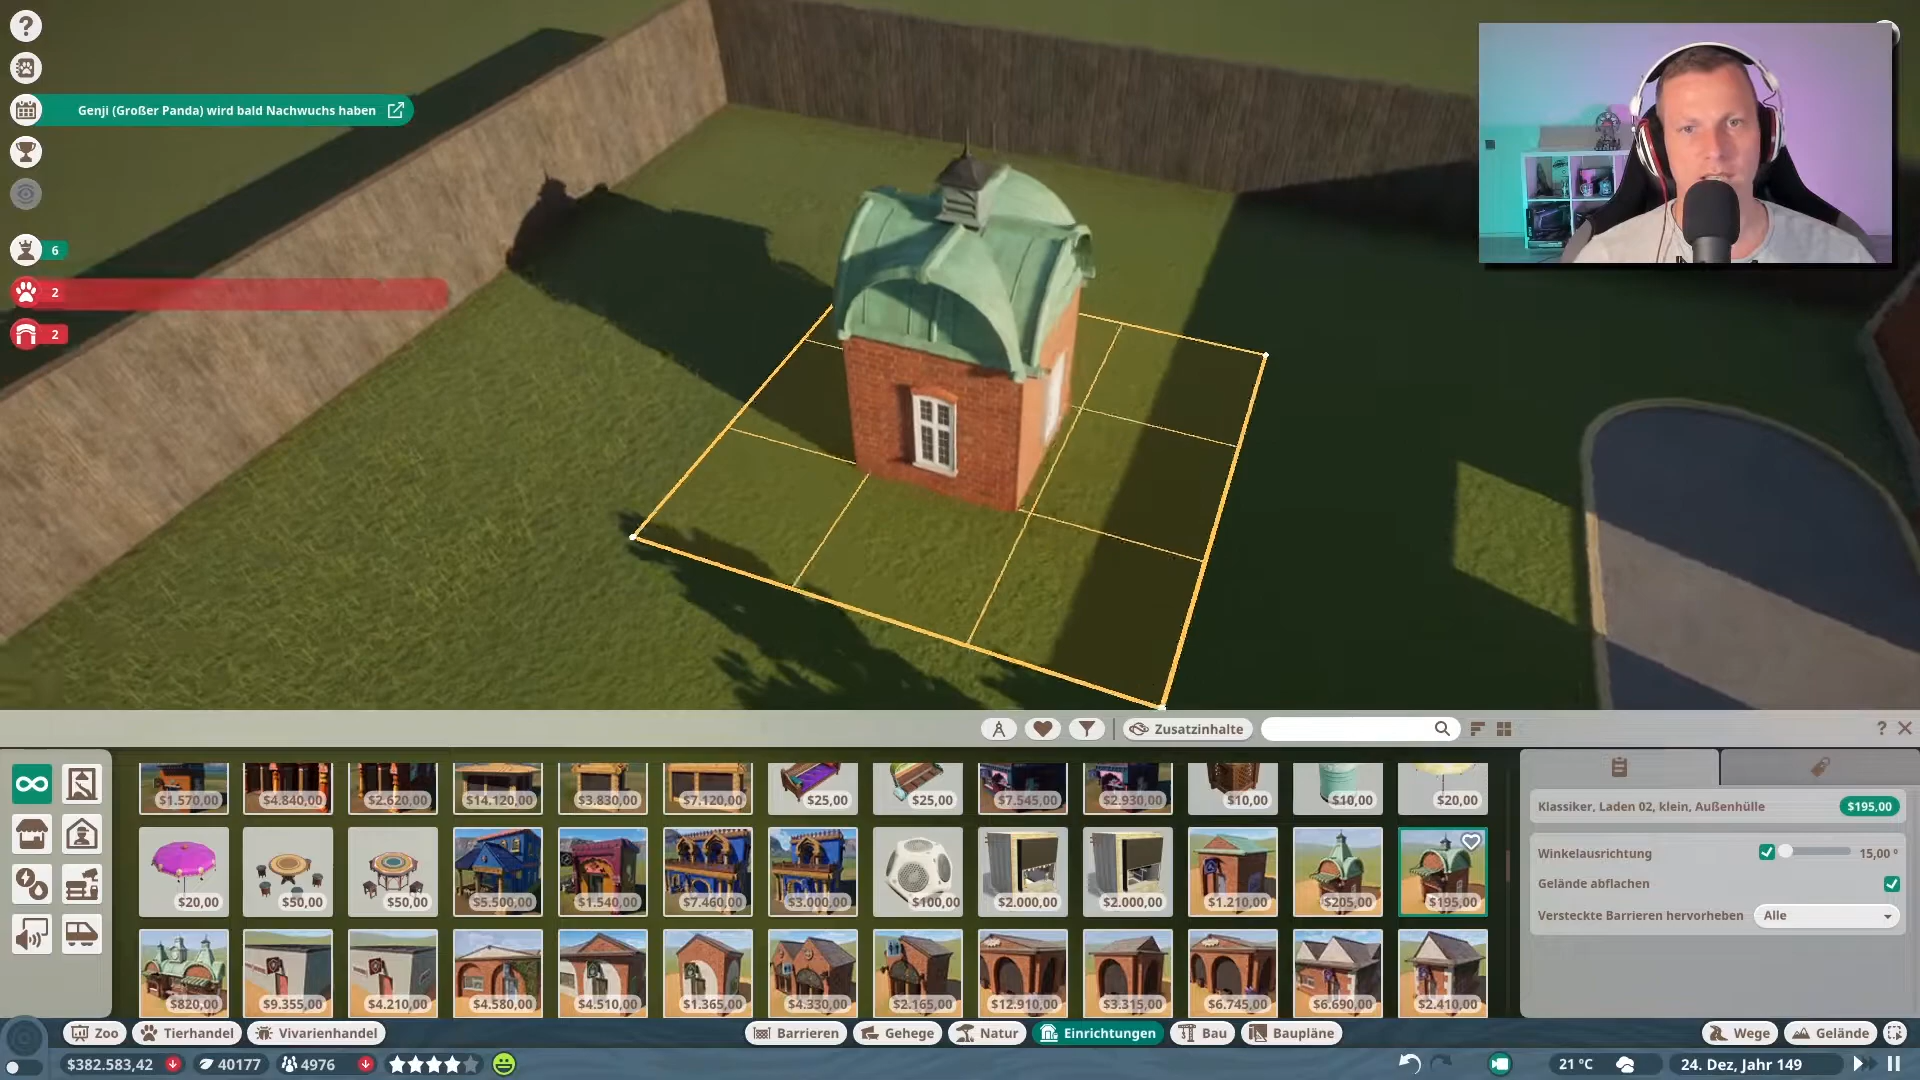 Genji (Großer Panda) wird bald Nachwuchs haben
6
2
2
Zusatzinhalte
$1.570,00
$4.840,00
$2.620,00
$14.120,00
$3.830,00
$7.120,00
$25,00
$25,00
$7.545,00
$2.930,00
$10,00
$10,00
$20,00
$20,00
$50,00
$50,00
$5.500,00
$1.540,00
$7.460,00
$3.000,00
$100,00
$2.000,00
$2.000,00
$1.210,00
$205,00
$195,00
$820,00
$9.355,00
$4.210,00
$4.580,00
$4.510,00
$1.365,00
$4.330,00
$2.165,00
$12.910,00
$3.315,00
$6.745,00
$6.690,00
$2.410,00
Klassiker, Laden 02, klein, Außenhülle
$195,00
Winkelausrichtung
15,00 °
Gelände abflachen
Versteckte Barrieren hervorheben
Alle
Zoo
Tierhandel
Vivarienhandel
Barrieren
Gehege
Natur
Einrichtungen
Bau
Baupläne
Wege
Gelände
$382.583,42
40177
4976
21 °C
24. Dez, Jahr 149